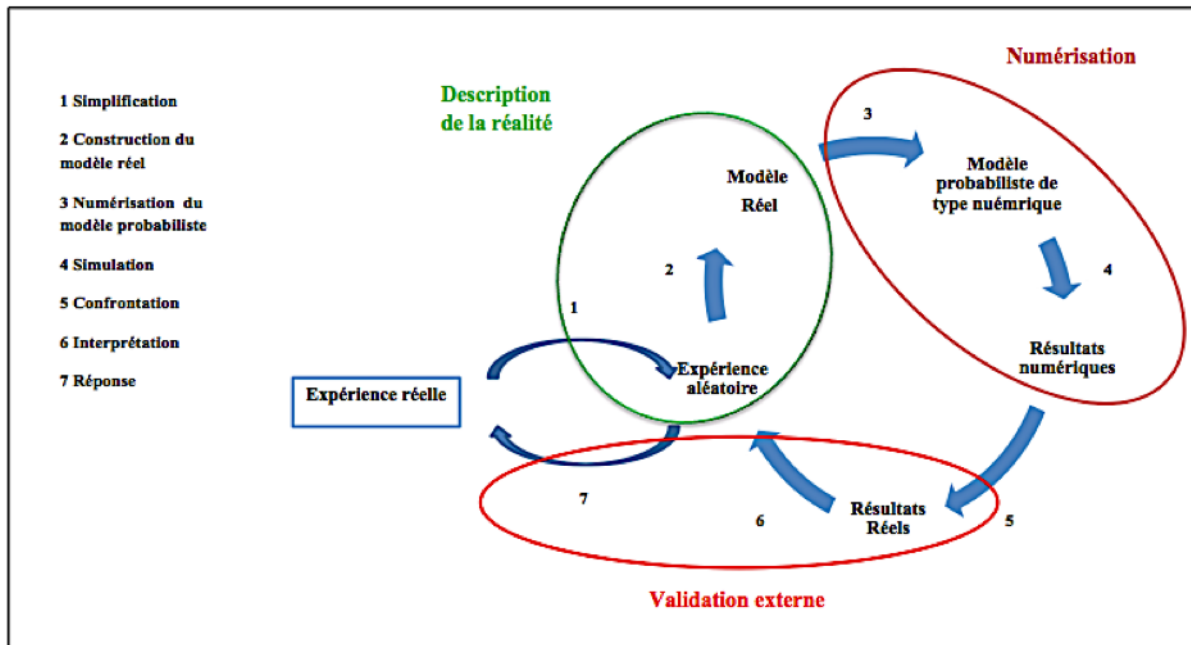 Numérisation
Description
de la réalité
1 Simplification
2 Construction du
modèle réel
3 Numérisation du
modèle probabiliste
4 Simulation
5 Confrontation
6 Interprétation
7 Réponse
3
Modèle
probabiliste de
type nuémrique
Modèle
Réel
2
4
1
Résultats
numériques
Expérience
aléatoire
Expérience réelle
7
6
Résultats
Réels
5
Validation externe